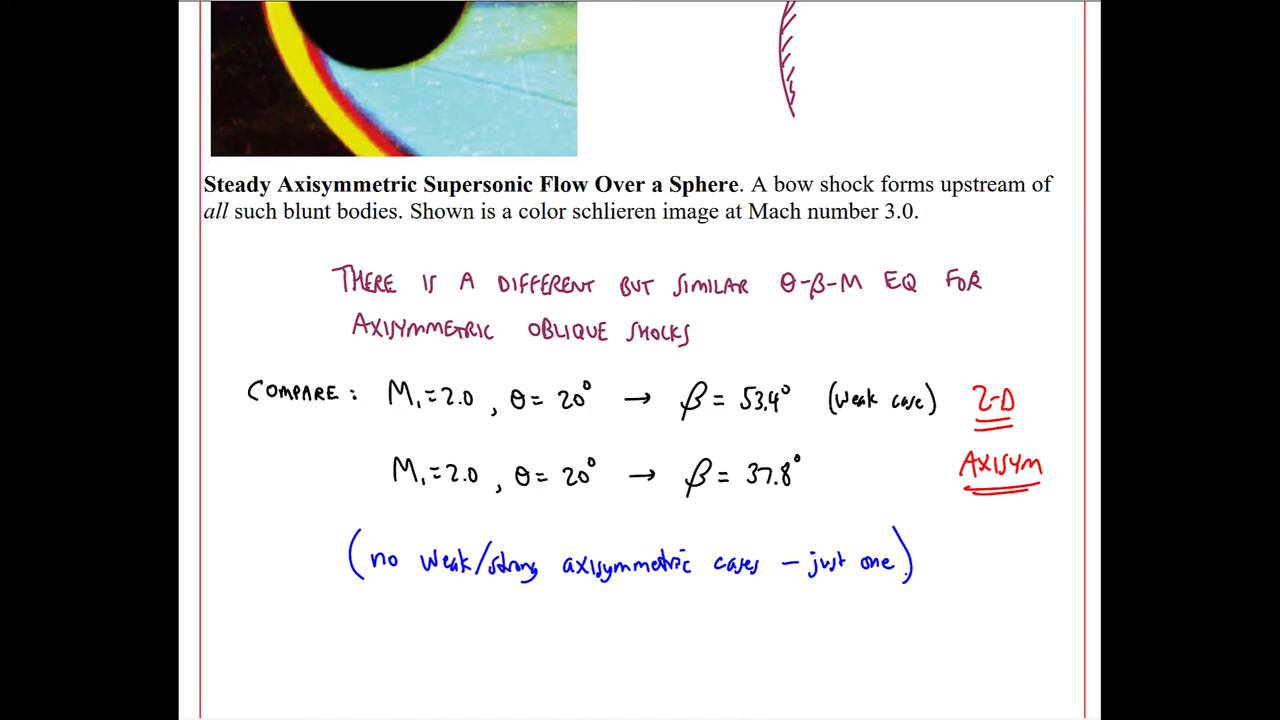 Steady Axisymmetric Supersonic Flow Over a Sphere. A bow shock forms upstream of
all such blunt bodies. Shown is a color schlieren image at Mach number 3.0.
THERE IS A DIFFERENT BUT SIMILAR θ-β-M EQ FOR
AXISYMMETRIC OBLIQUE SHOCKS
COMPARE: M₁=2.0, θ=20° → β=53.4° (weak case) 2-D
M₁=2.0, θ=20° → β=37.8° AXISYM
(no weak/strong axisymmetric cases – just one)